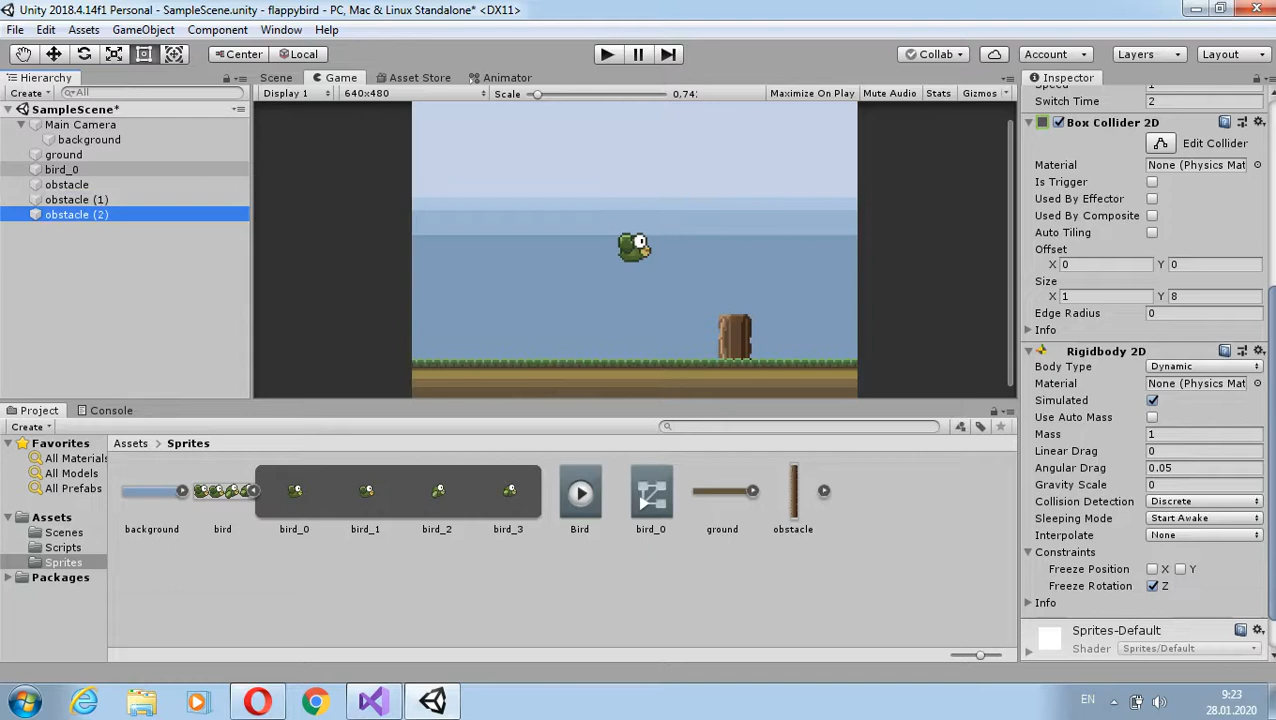 Unity 2018.4.14f1 Personal - SampleScene.unity - flappybird - PC, Mac & Linux Standalone* <DX11>
File Edit Assets GameObject Component Window Help
Center Local Collab Account Layers Layout
Hierarchy Scene Game Asset Store Animator Inspector
Create All Display 1 640x480 Scale 0,74: Maximize On Play Mute Audio Stats Gizmos
Speed 1
Switch Time 2
SampleScene*
Main Camera
background
ground
bird_0
obstacle
obstacle (1)
obstacle (2)
Box Collider 2D
Edit Collider
Material None (Physics Mat
Is Trigger
Used By Effector
Used By Composite
Auto Tiling
Offset
X 0 Y 0
Size
X 1 Y 8
Edge Radius 0
Info
Rigidbody 2D
Body Type Dynamic
Material None (Physics Mat
Simulated
Use Auto Mass
Mass 1
Linear Drag 0
Angular Drag 0.05
Gravity Scale 0
Collision Detection Discrete
Sleeping Mode Start Awake
Interpolate None
Constraints
Freeze Position X Y
Freeze Rotation Z
Info
Sprites-Default
Shader Sprites/Default
Project Console
Create
Favorites
All Materials
All Models
All Prefabs
Assets
Scenes
Scripts
Sprites
Packages
Assets > Sprites
background bird bird_0 bird_1 bird_2 bird_3 Bird bird_0 ground obstacle
EN 9:23
28.01.2020